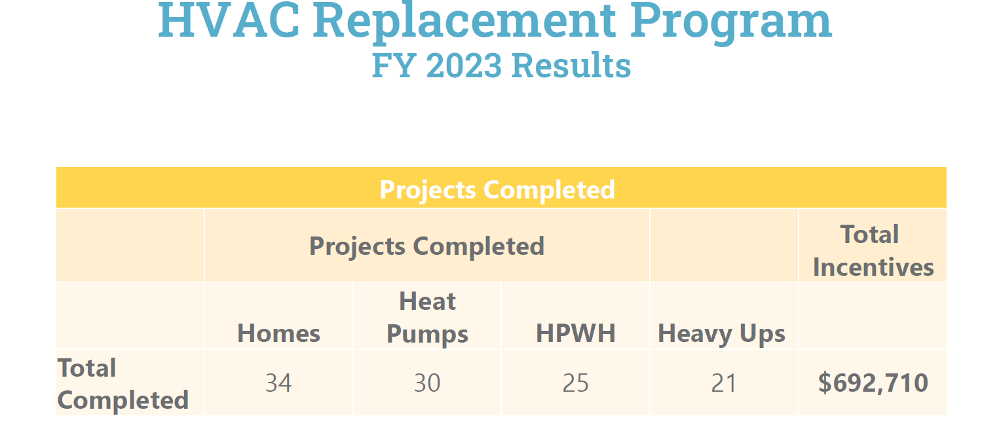 HVAC Replacement Program
FY 2023 Results
Projects Completed
Projects Completed
Total
Incentives
Homes
Heat
Pumps
HPWH
Heavy Ups
Total
Completed
34
30
25
21
$692,710